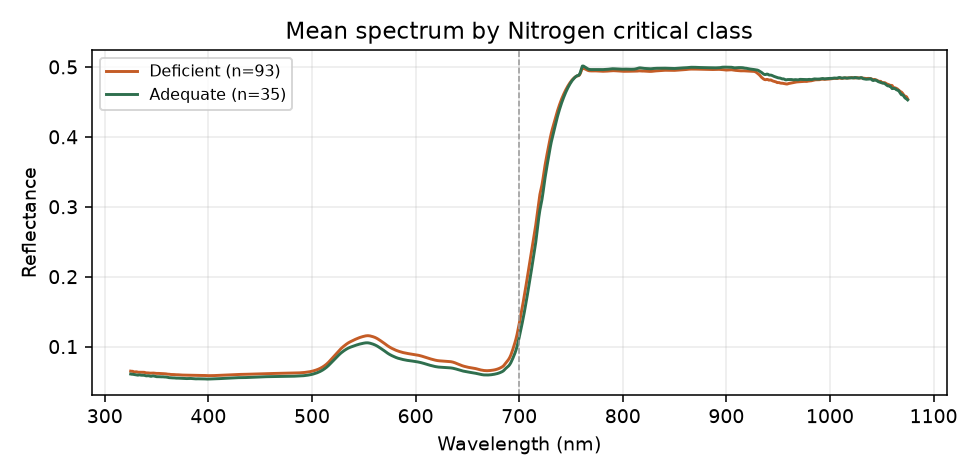 Mean spectrum by Nitrogen critical class
Deficient (n=93)
Adequate (n=35)
Reflectance
0.5
0.4
0.3
0.2
0.1
300 400 500 600 700 800 900 1000 1100
Wavelength (nm)